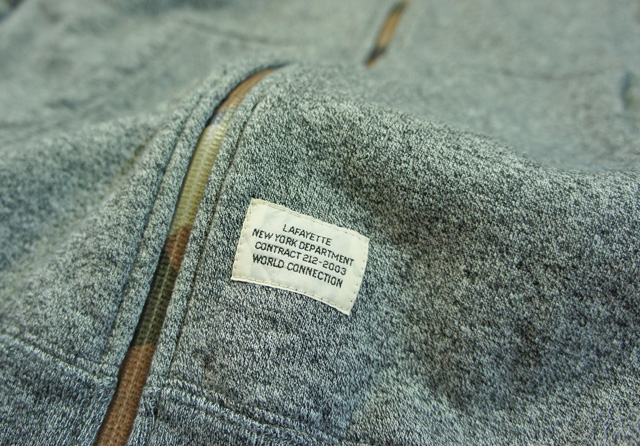 LAFAYETTE
NEW YORK DEPARTMENT
CONTRACT 212-2003
WORLD CONNECTION